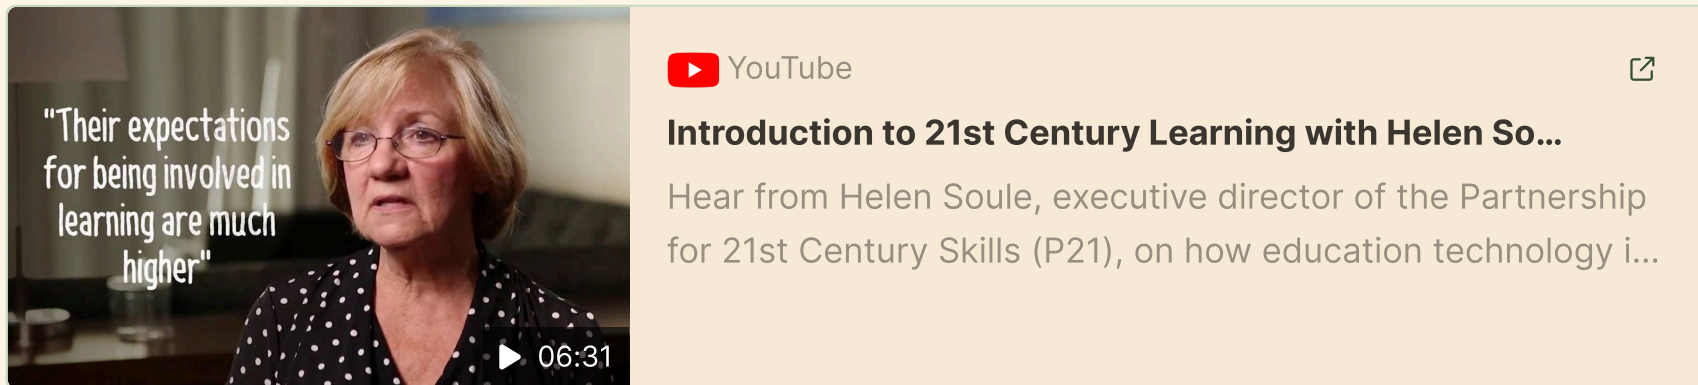 "Their expectations
for being involved in
learning are much
higher"
06:31
YouTube
Introduction to 21st Century Learning with Helen So...
Hear from Helen Soule, executive director of the Partnership
for 21st Century Skills (P21), on how education technology i...